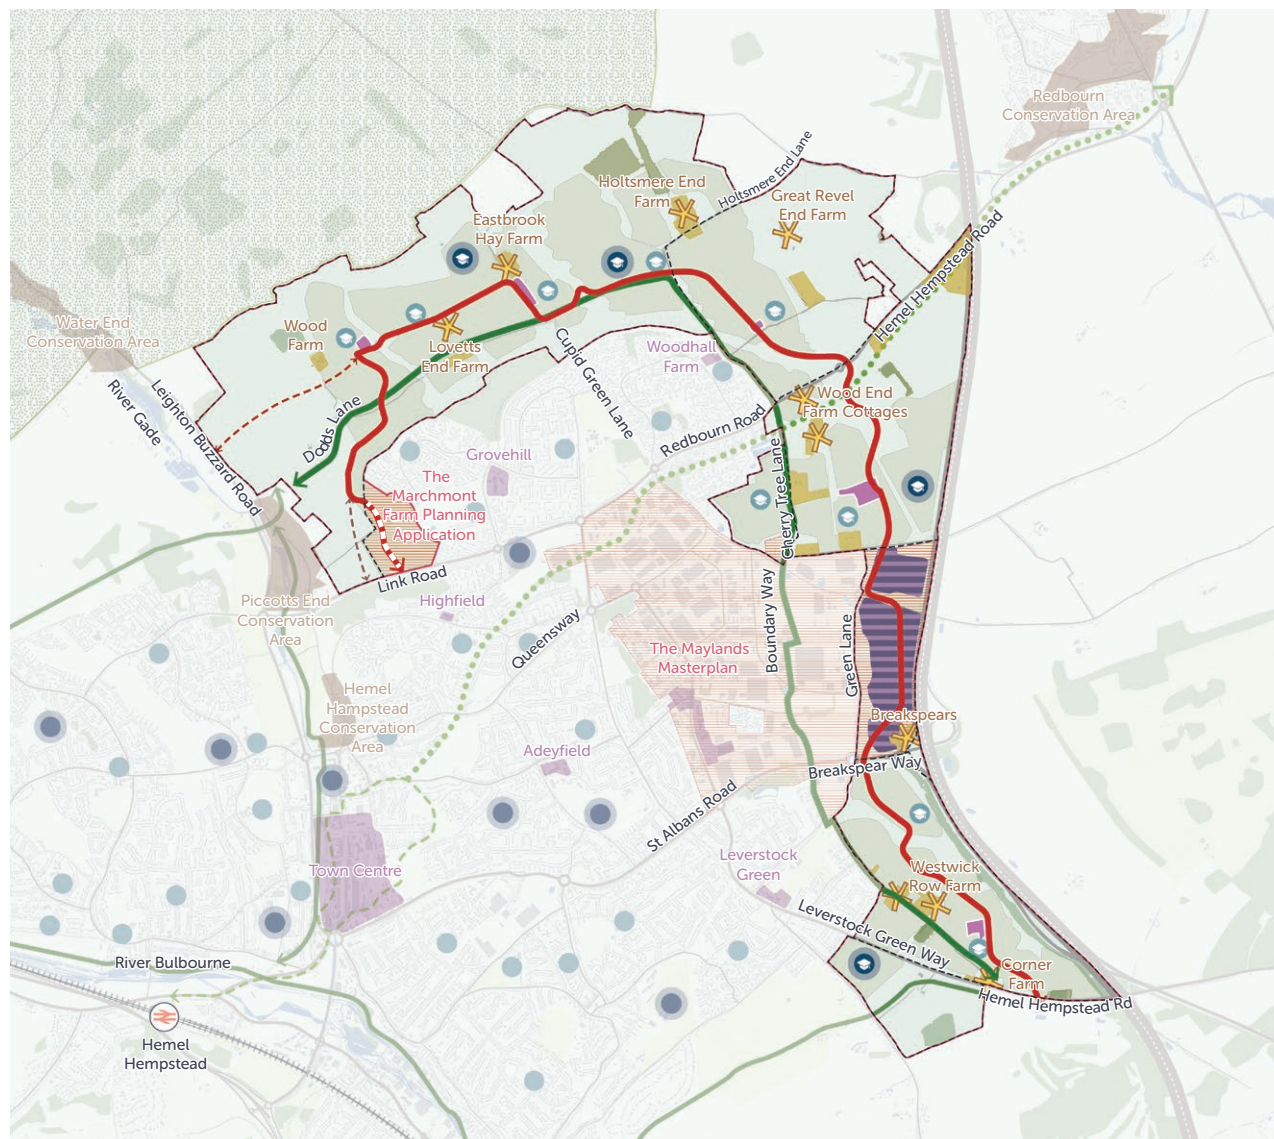 Redbourn
Conservation Area
Holtsmere End Lane
Holtsmere End
Farm
Great Revel
End Farm
Eastbrook
Hay Farm
Hemel Hempstead Road
Water End
Conservation Area
Wood
Farm
Lovetts
End Farm
Cupid Green Lane
Woodhall
Farm
River Gade
Leighton Buzzard Road
Dodds Lane
Wood End
Farm Cottages
Redbourn Road
Grovehill
The
Marchmont
Farm Planning
Application
Cherry Tree Lane
Link Road
Highfield
Piccotts End
Conservation
Area
Queensway
Boundary Way
Green Lane
The Maylands
Masterplan
Hemel
Hampstead
Conservation
Area
Breakspears
Adeyfield
Breakspear Way
St Albans Road
Leverstock
Green
Westwick
Row Farm
Town Centre
Leverstock Green Way
River Bulbourne
Corner
Farm
Hemel Hempstead Rd
Hemel
Hempstead